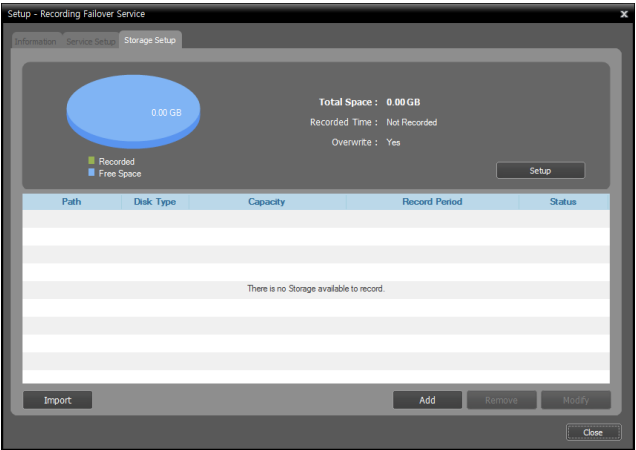 Setup - Recording Failover Service x
Information Service Setup Storage Setup
0.00 GB
Total Space : 0.00 GB
Recorded Time : Not Recorded
Overwrite : Yes
Recorded
Free Space
Setup
Path Disk Type Capacity Record Period Status
There is no Storage available to record.
Import Add Remove Modify
Close